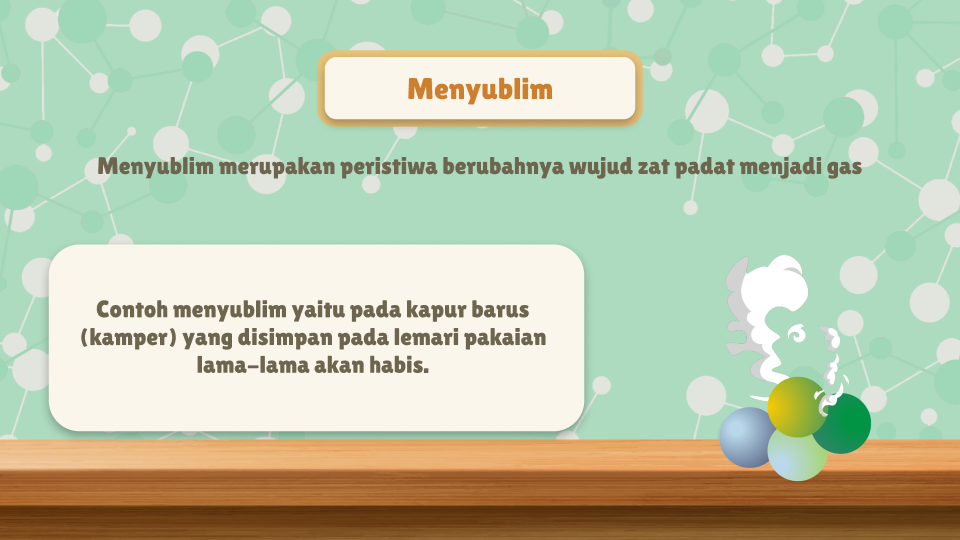 Menyublim
Menyublim merupakan peristiwa berubahnya wujud zat padat menjadi gas
Contoh menyublim yaitu pada kapur barus
(kamper) yang disimpan pada lemari pakaian
lama-lama akan habis.